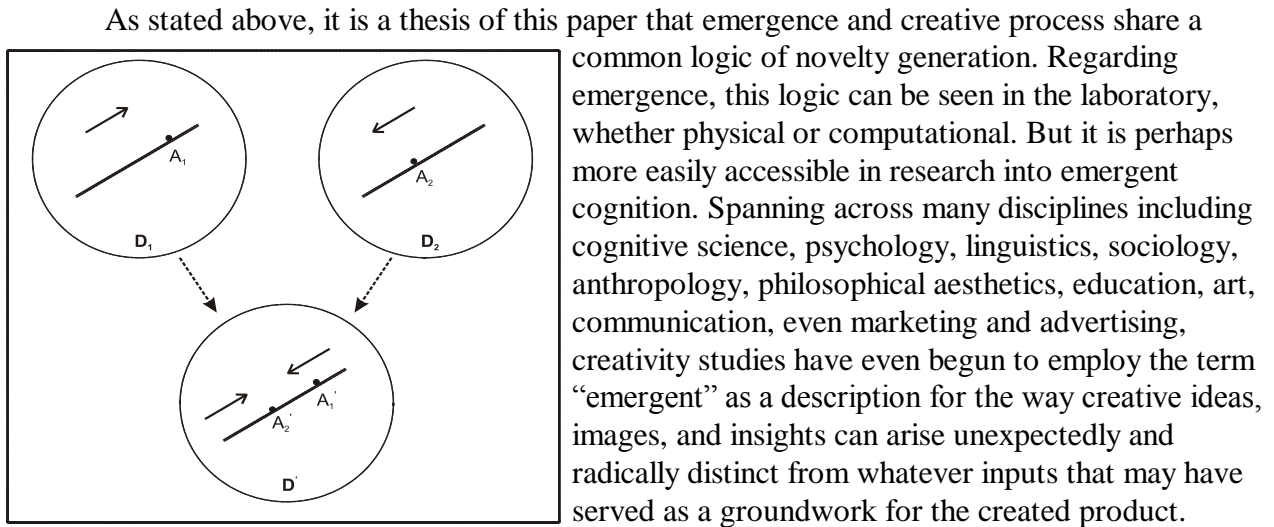 As stated above, it is a thesis of this paper that emergence and creative process share a
common logic of novelty generation. Regarding
emergence, this logic can be seen in the laboratory,
whether physical or computational. But it is perhaps
more easily accessible in research into emergent
cognition. Spanning across many disciplines including
cognitive science, psychology, linguistics, sociology,
anthropology, philosophical aesthetics, education, art,
communication, even marketing and advertising,
creativity studies have even begun to employ the term
“emergent” as a description for the way creative ideas,
images, and insights can arise unexpectedly and
radically distinct from whatever inputs that may have
served as a groundwork for the created product.
A₁
A₂
D₁
D₂
A₁'
A₂'
D'